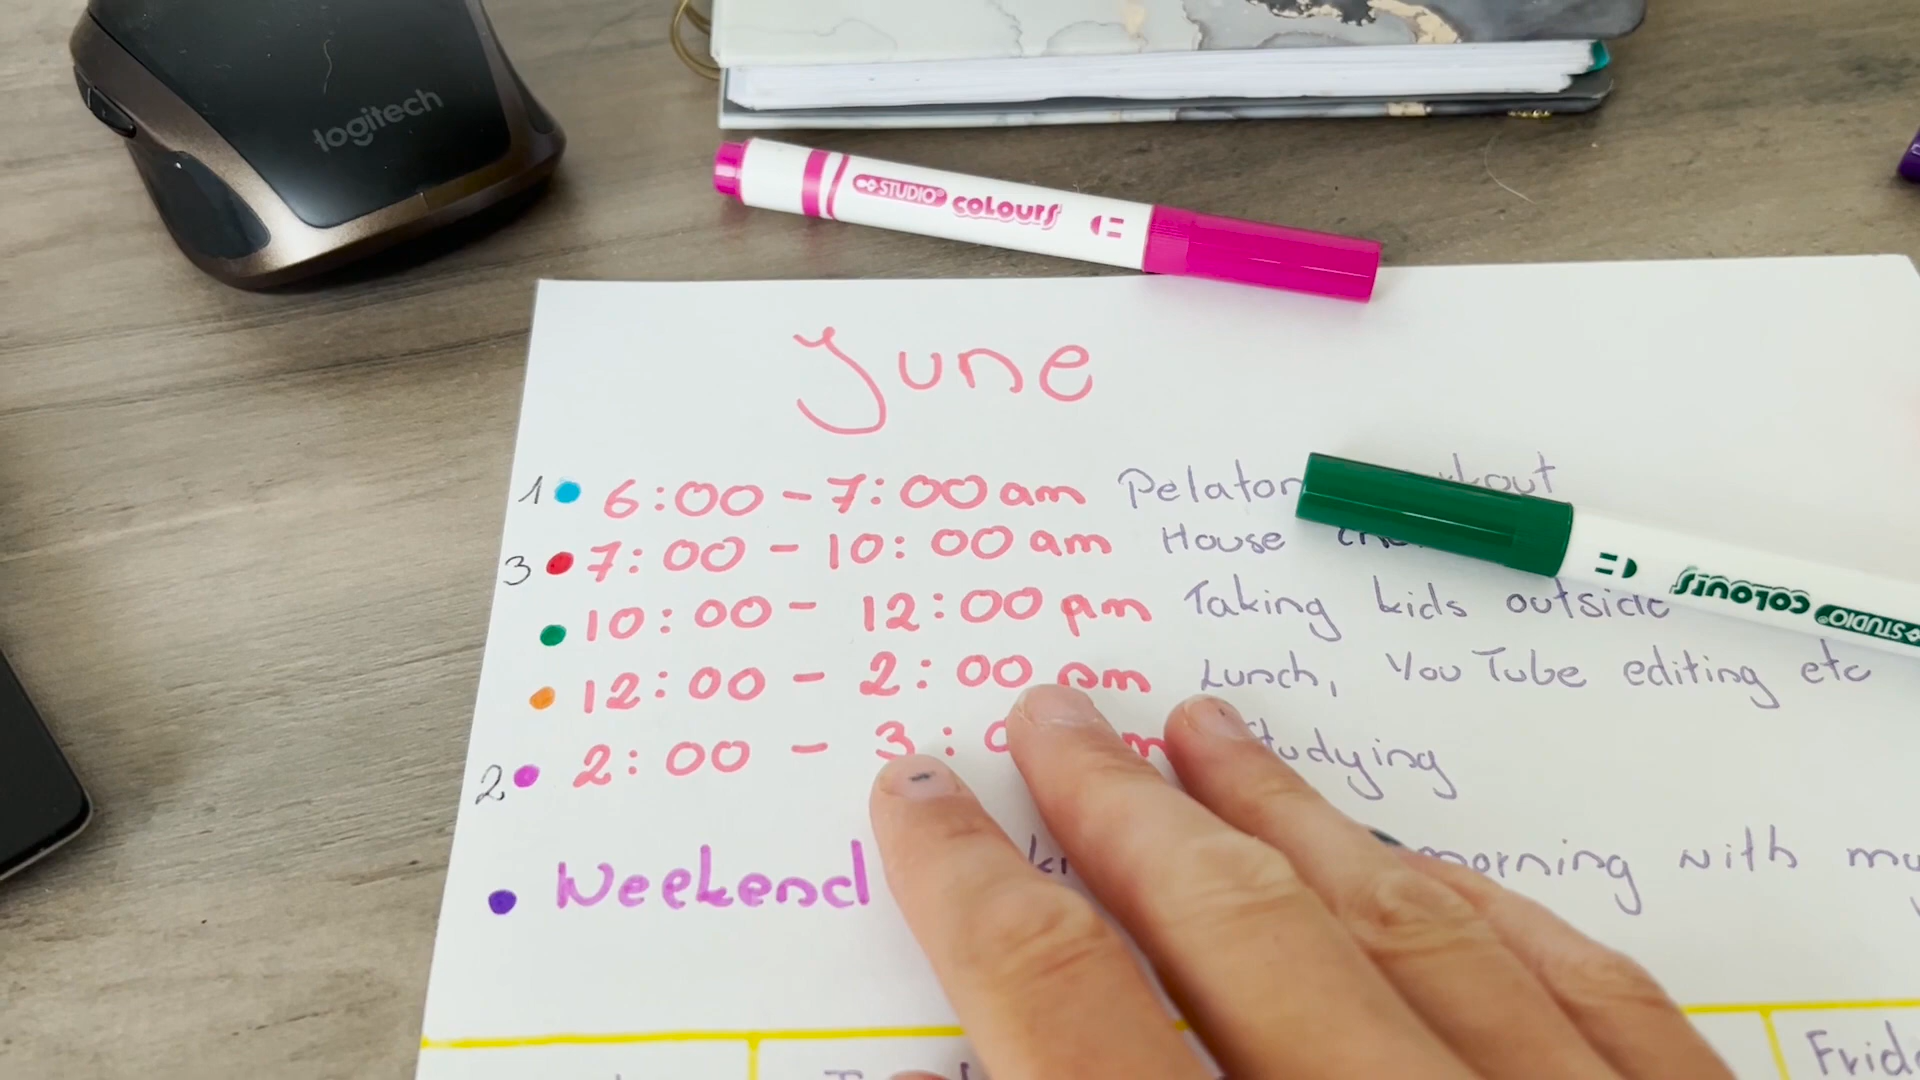 logitech
STUDIO COLOURS
June
1 6:00 - 7:00 am Pelaton
3 7:00 - 10:00 am House
10:00 - 12:00 pm Taking kids outside
COLOURS STUDIO
12:00 - 2:00 pm Lunch, YouTube editing etc
2 2:00 - 3: Studying
Weekend morning with